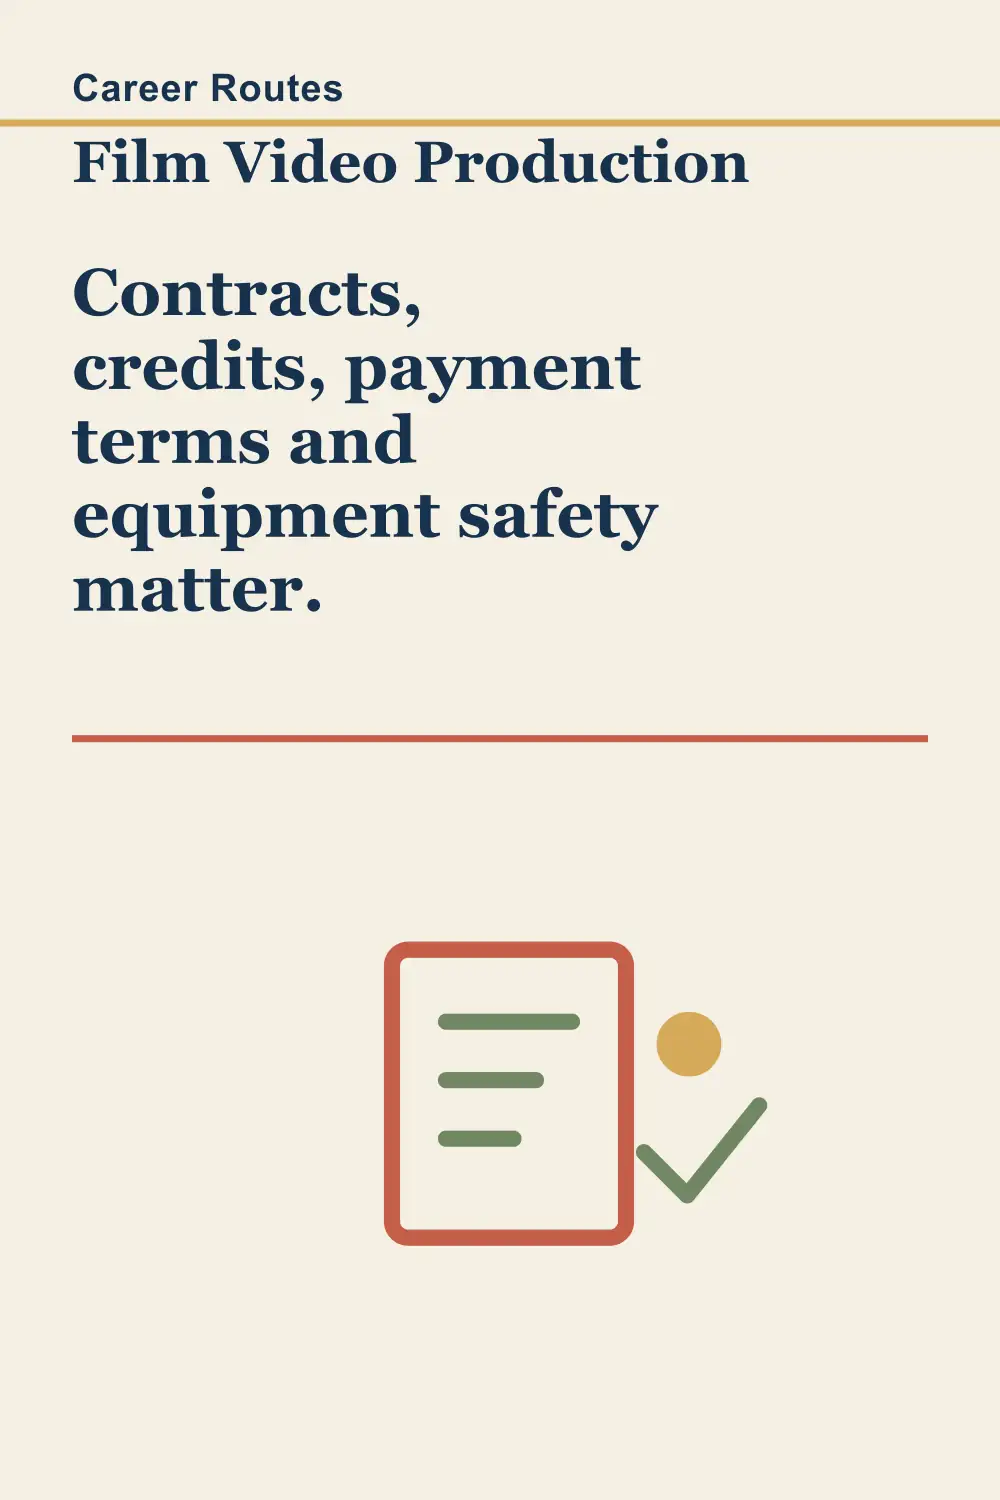 Career Routes
Film Video Production
Contracts,
credits, payment
terms and
equipment safety
matter.